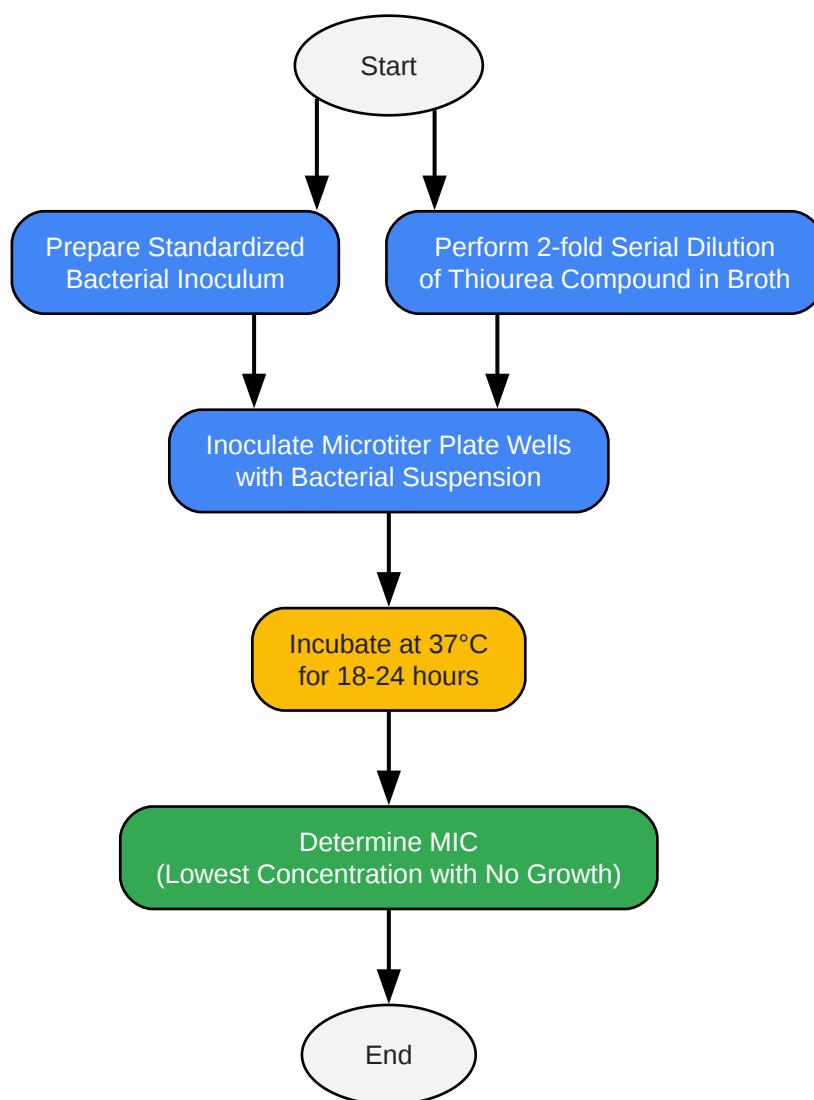 Start
Prepare Standardized
Bacterial Inoculum
Perform 2-fold Serial Dilution
of Thiourea Compound in Broth
Inoculate Microtiter Plate Wells
with Bacterial Suspension
Incubate at 37°C
for 18-24 hours
Determine MIC
(Lowest Concentration with No Growth)
End